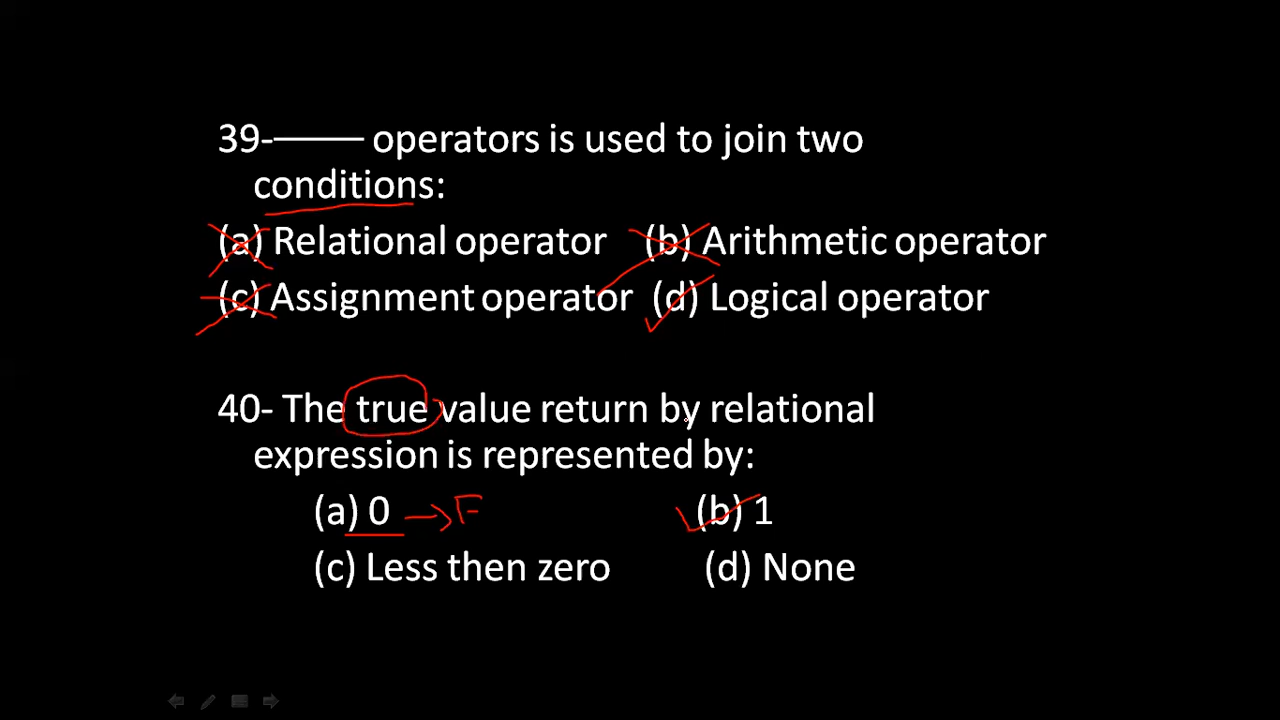 39-——— operators is used to join two
conditions:
(a) Relational operator (b) Arithmetic operator
(c) Assignment operator (d) Logical operator
40- The true value return by relational
expression is represented by:
(a) 0 → F (b) 1
(c) Less then zero (d) None